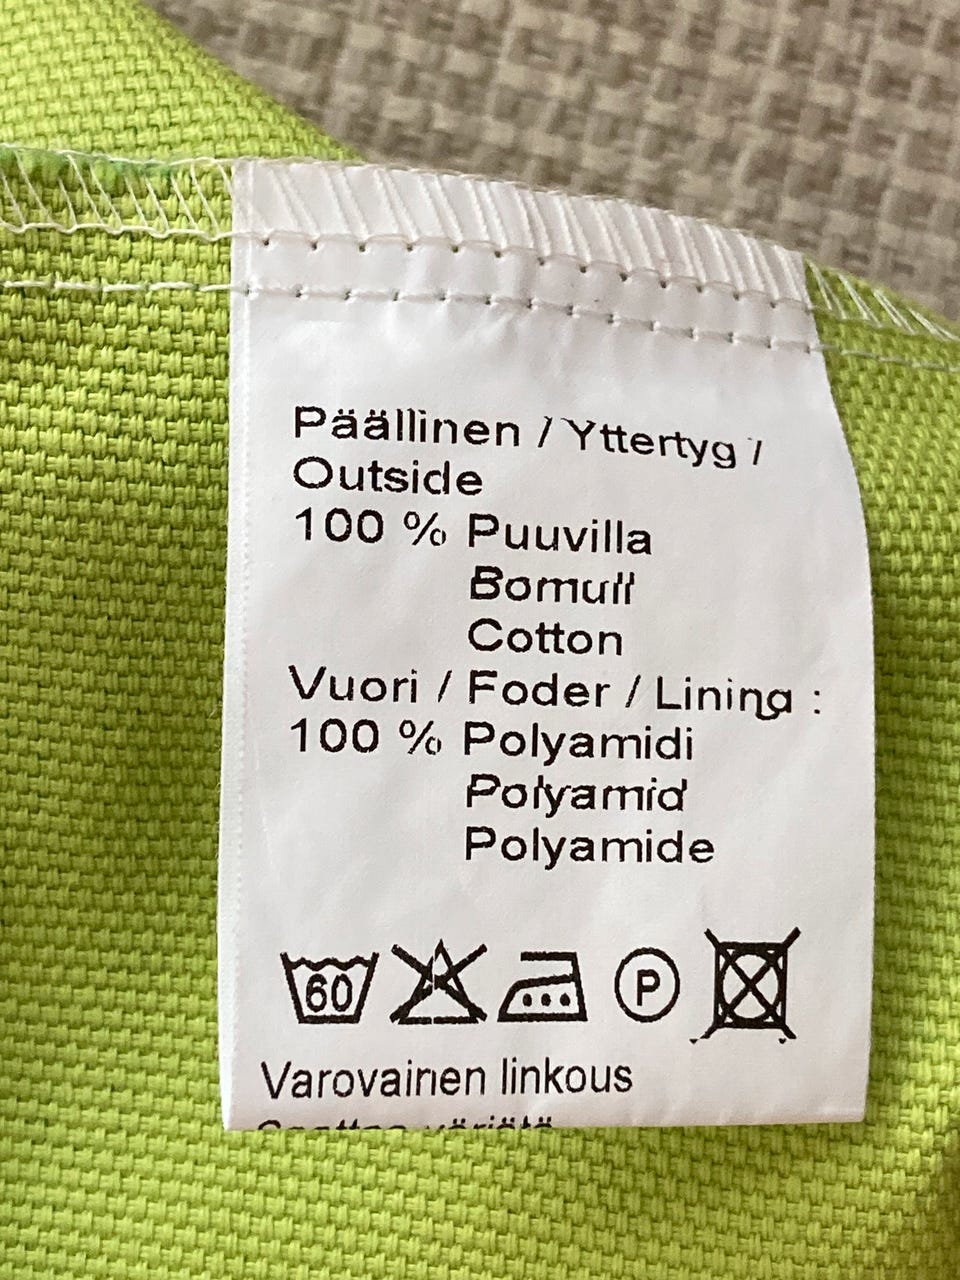 Päällinen / Yttertyg /
Outside
100 % Puuvilla
Bomull
Cotton
Vuori / Foder / Lining :
100 % Polyamidi
Polyamid
Polyamide
60 P
Varovainen linkous